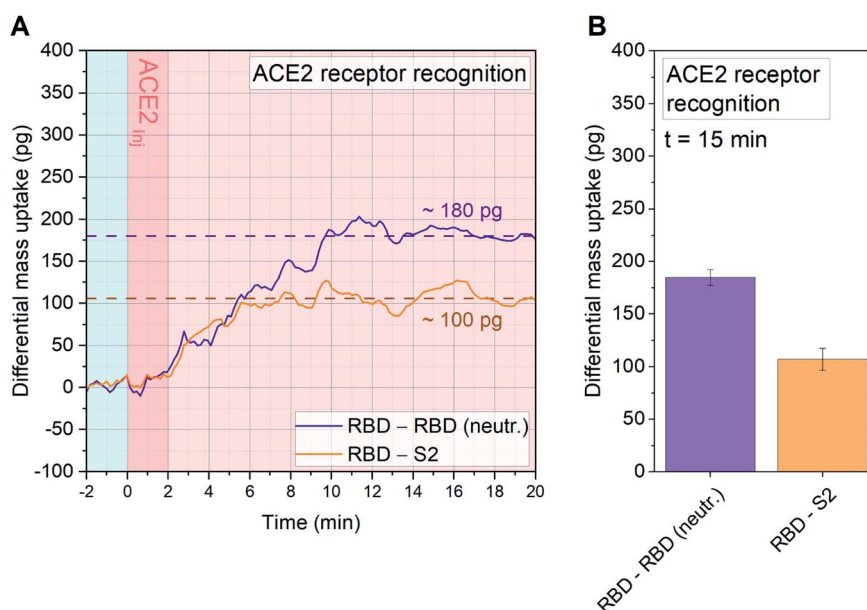 A
Differential mass uptake (pg)
400
350
300
250
200
150
100
50
0
-50
-100
ACE2 Inj
ACE2 receptor recognition
~ 180 pg
~ 100 pg
RBD – RBD (neutr.)
RBD – S2
-2 0 2 4 6 8 10 12 14 16 18 20
Time (min)
B
Differential mass uptake (pg)
400
350
300
250
200
150
100
50
0
ACE2 receptor
recognition
t = 15 min
RBD - RBD (neutr.)
RBD - S2